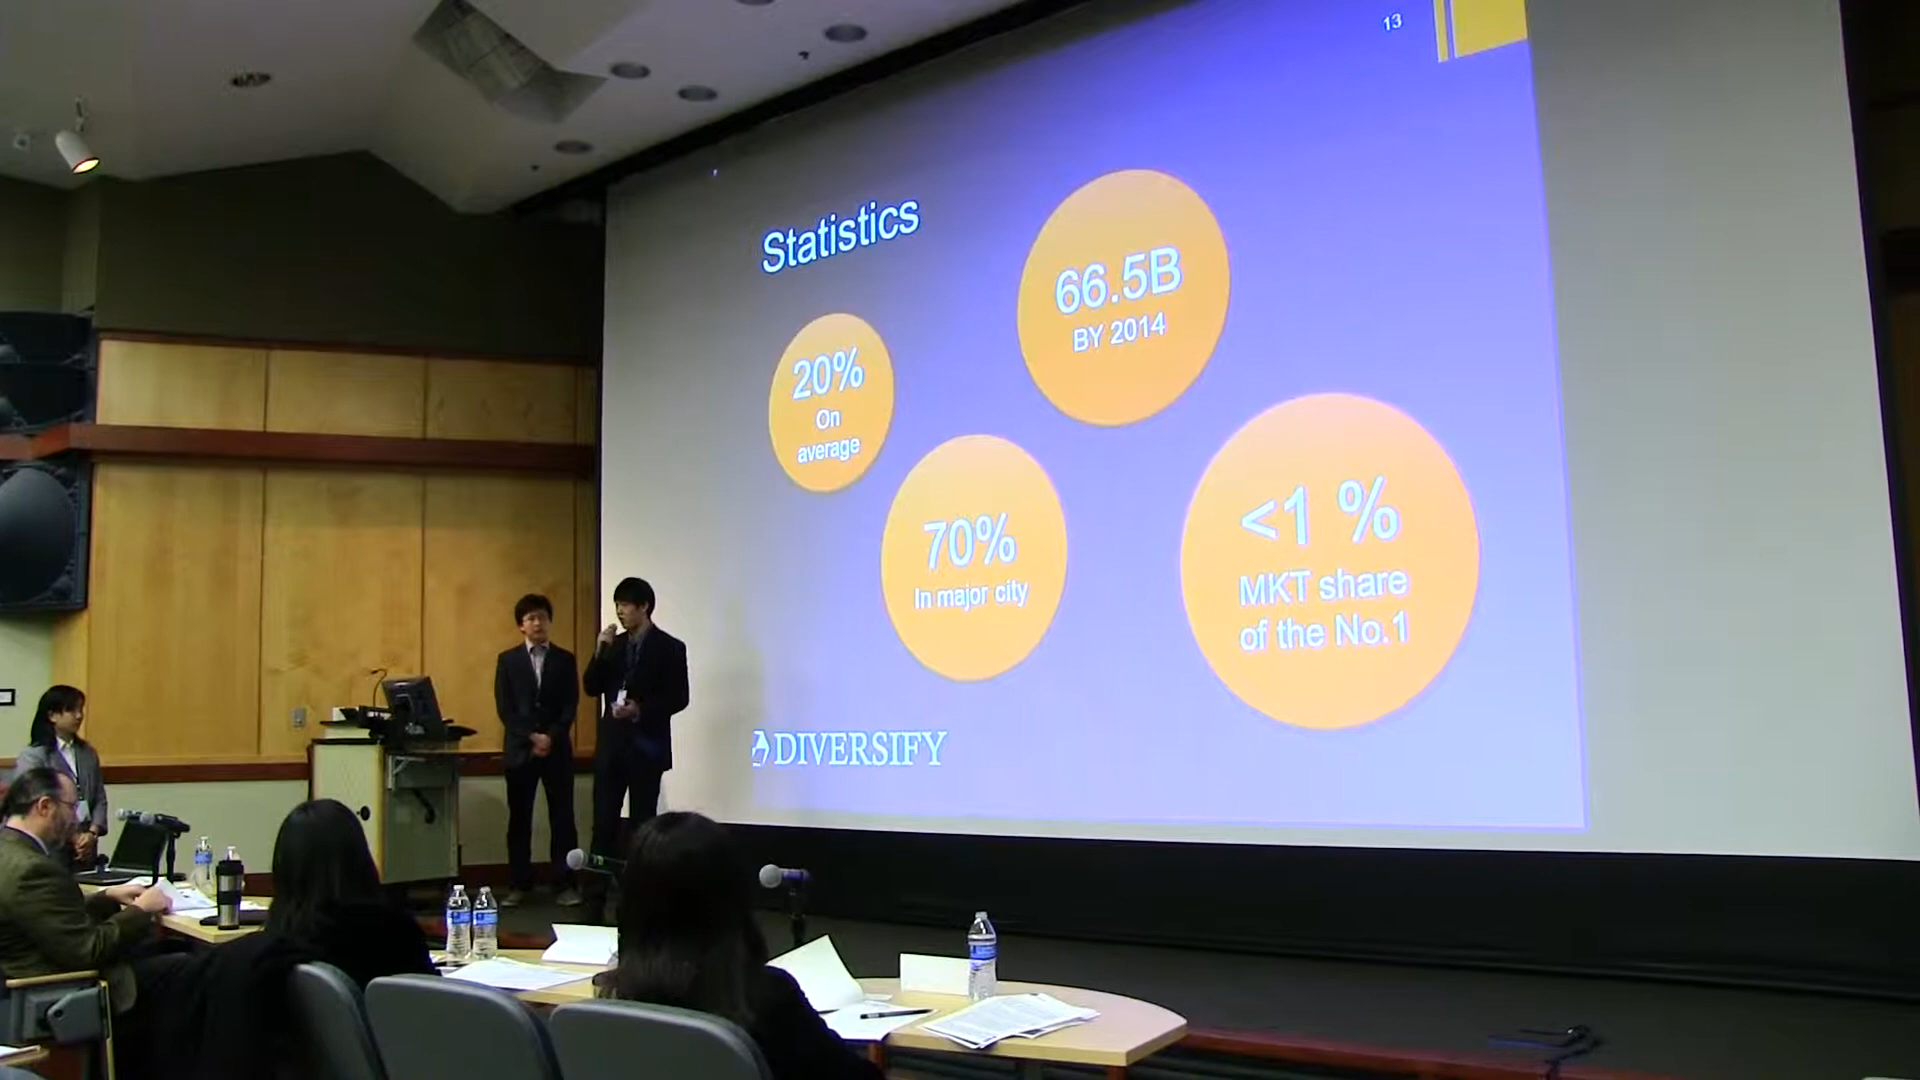 13
Statistics
66.5B
BY 2014
20%
On
average
70%
In major city
<1 %
MKT share
of the No.1
DIVERSIFY